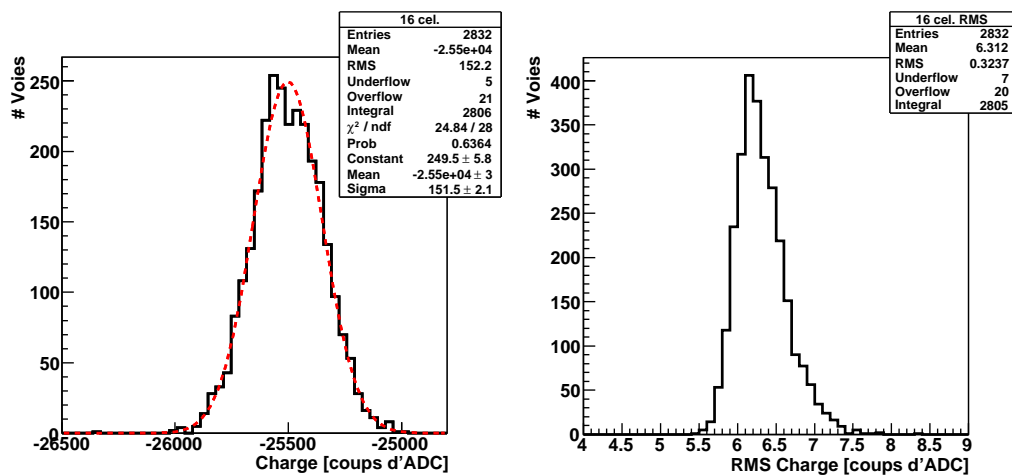 16 cel.
Entries 2832
Mean -2.55e+04
RMS 152.2
Underflow 5
Overflow 21
Integral 2806
χ² / ndf 24.84 / 28
Prob 0.6364
Constant 249.5 ± 5.8
Mean -2.55e+04 ± 3
Sigma 151.5 ± 2.1
# Voies
250
200
150
100
50
0
-26500 -26000 -25500 -25000
Charge [coups d'ADC]
16 cel. RMS
Entries 2832
Mean 6.312
RMS 0.3237
Underflow 7
Overflow 20
Integral 2805
# Voies
400
350
300
250
200
150
100
50
0
4 4.5 5 5.5 6 6.5 7 7.5 8 8.5 9
RMS Charge [coups d'ADC]